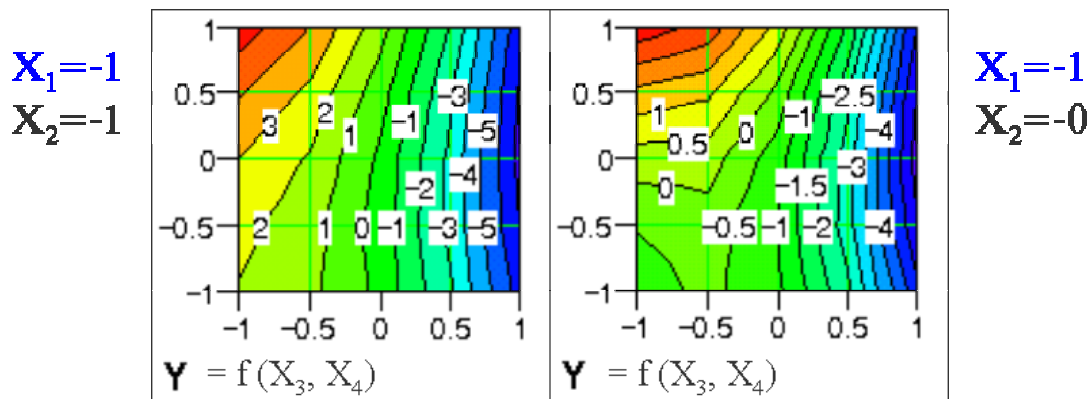 X₁=-1
X₂=-1
1
0.5
0
−0.5
−1
−1 −0.5 0 0.5 1
3 2 1 −1 −3 −5
−2 −4
2 1 0 −1 −3 −5
Y = f (X₃, X₄)
1
0.5
0
−0.5
−1
−1 −0.5 0 0.5 1
−2.5
1 0.5 0 −1 −4
0 −1.5 −3
−0.5 −1 −2 −4
Y = f (X₃, X₄)
X₁=-1
X₂=-0